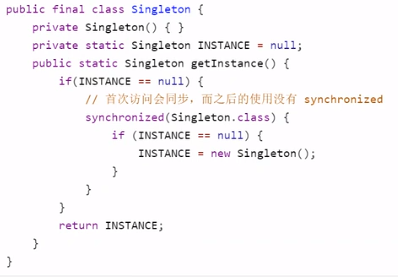 public final class Singleton {
    private Singleton() { }
    private static Singleton INSTANCE = null;
    public static Singleton getInstance() {
        if(INSTANCE == null) {
            // 首次访问会同步，而之后的使用没有 synchronized
            synchronized(Singleton.class) {
                if (INSTANCE == null) {
                    INSTANCE = new Singleton();
                }
            }
        }
        return INSTANCE;
    }
}